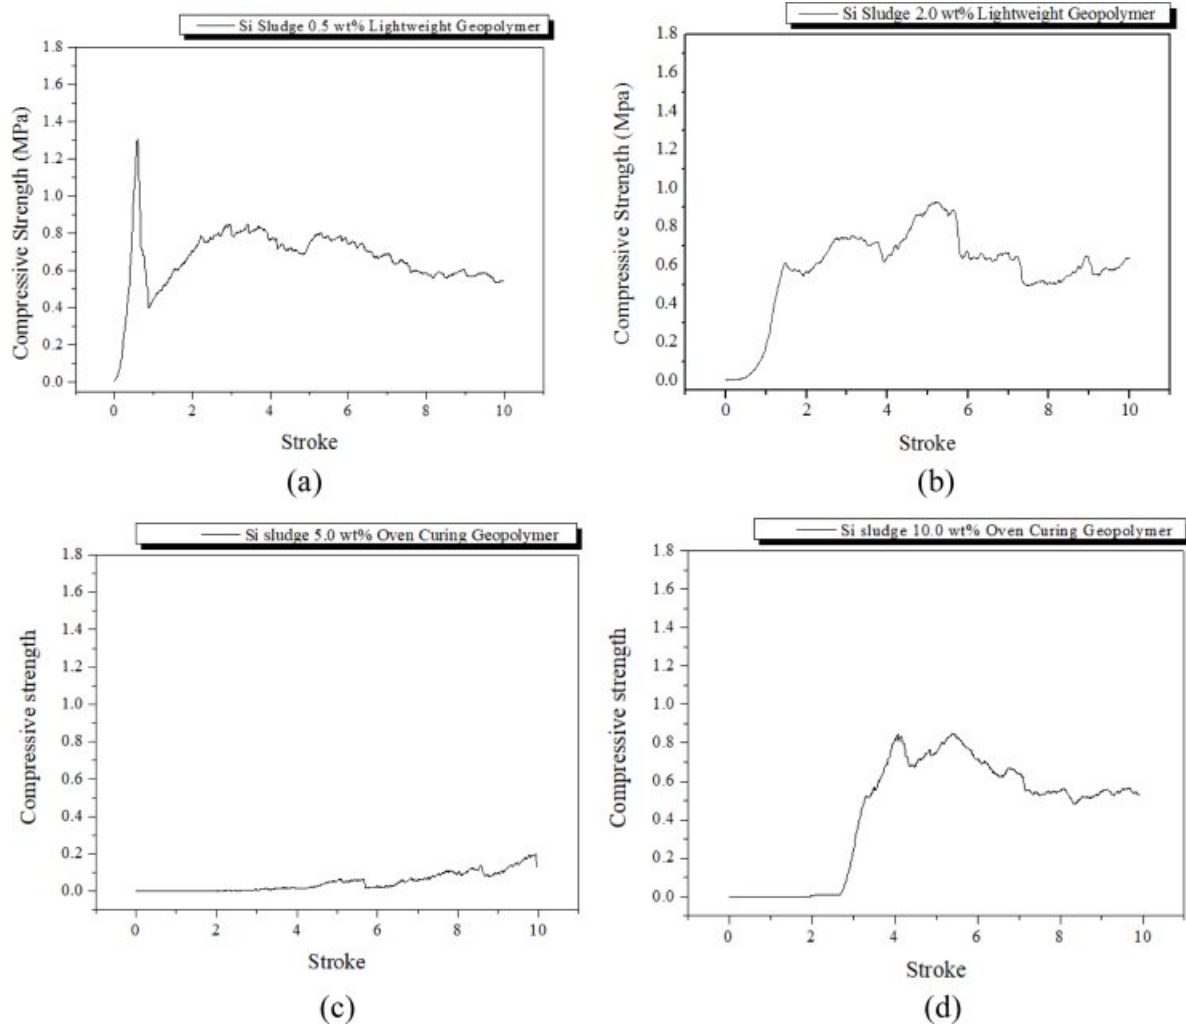 Si Sludge 0.5 wt% Lightweight Geopolymer
1.8
1.6
1.4
1.2
1.0
0.8
0.6
0.4
0.2
0.0
Compressive Strength (MPa)
0 2 4 6 8 10
Stroke
(a)
Si Sludge 2.0 wt% Lightweight Geopolymer
1.8
1.6
1.4
1.2
1.0
0.8
0.6
0.4
0.2
0.0
Compressive Strength (Mpa)
0 2 4 6 8 10
Stroke
(b)
Si sludge 5.0 wt% Oven Curing Geopolymer
1.8
1.6
1.4
1.2
1.0
0.8
0.6
0.4
0.2
0.0
Compressive strength
0 2 4 6 8 10
Stroke
(c)
Si sludge 10.0 wt% Oven Curing Geopolymer
1.8
1.6
1.4
1.2
1.0
0.8
0.6
0.4
0.2
0.0
Compressive strength
0 2 4 6 8 10
Stroke
(d)